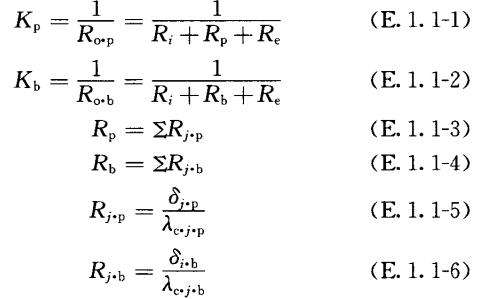 K_p = 1/R_{o·p} = 1/(R_i + R_p + R_e) (E. 1. 1-1)
K_b = 1/R_{o·b} = 1/(R_i + R_b + R_e) (E. 1. 1-2)
R_p = ΣR_{j·p} (E. 1. 1-3)
R_b = ΣR_{j·b} (E. 1. 1-4)
R_{j·p} = δ_{j·p}/λ_{c·j·p} (E. 1. 1-5)
R_{j·b} = δ_{i·b}/λ_{c·j·b} (E. 1. 1-6)